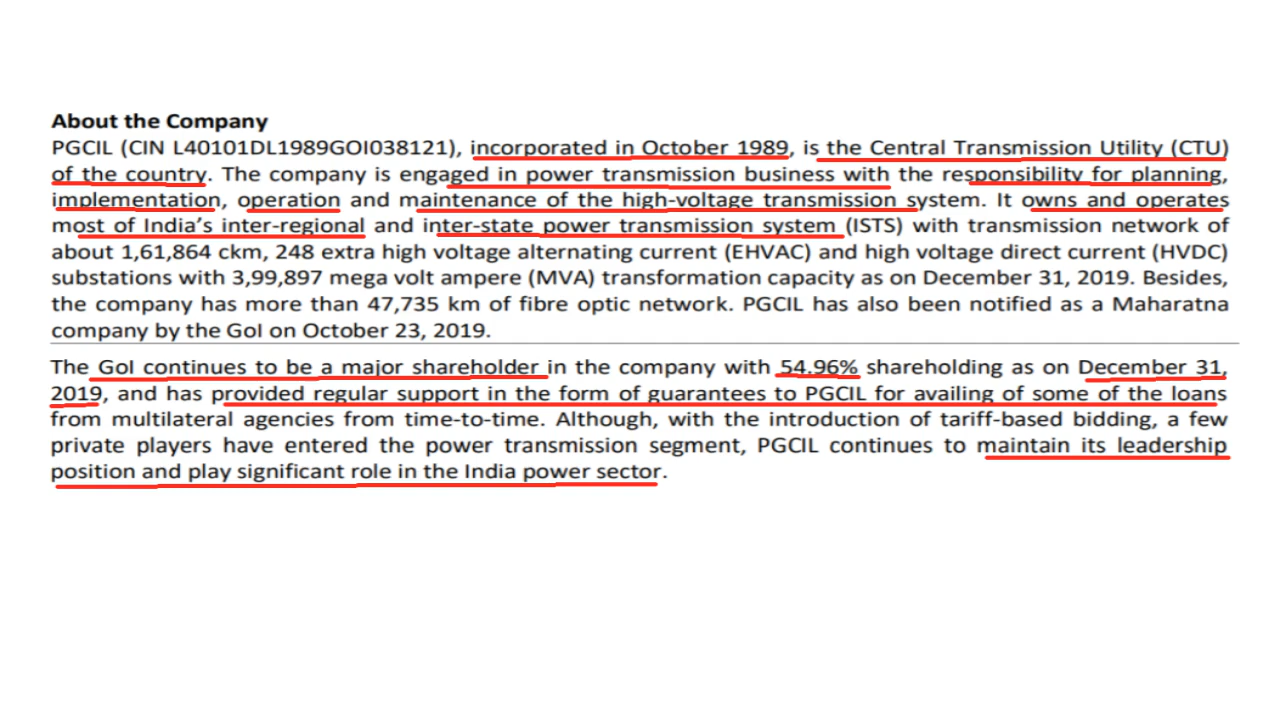 About the Company
PGCIL (CIN L40101DL1989GOI038121), incorporated in October 1989, is the Central Transmission Utility (CTU)
of the country. The company is engaged in power transmission business with the responsibility for planning,
implementation, operation and maintenance of the high-voltage transmission system. It owns and operates
most of India’s inter-regional and inter-state power transmission system (ISTS) with transmission network of
about 1,61,864 ckm, 248 extra high voltage alternating current (EHVAC) and high voltage direct current (HVDC)
substations with 3,99,897 mega volt ampere (MVA) transformation capacity as on December 31, 2019. Besides,
the company has more than 47,735 km of fibre optic network. PGCIL has also been notified as a Maharatna
company by the GoI on October 23, 2019.
The GoI continues to be a major shareholder in the company with 54.96% shareholding as on December 31,
2019, and has provided regular support in the form of guarantees to PGCIL for availing of some of the loans
from multilateral agencies from time-to-time. Although, with the introduction of tariff-based bidding, a few
private players have entered the power transmission segment, PGCIL continues to maintain its leadership
position and play significant role in the India power sector.